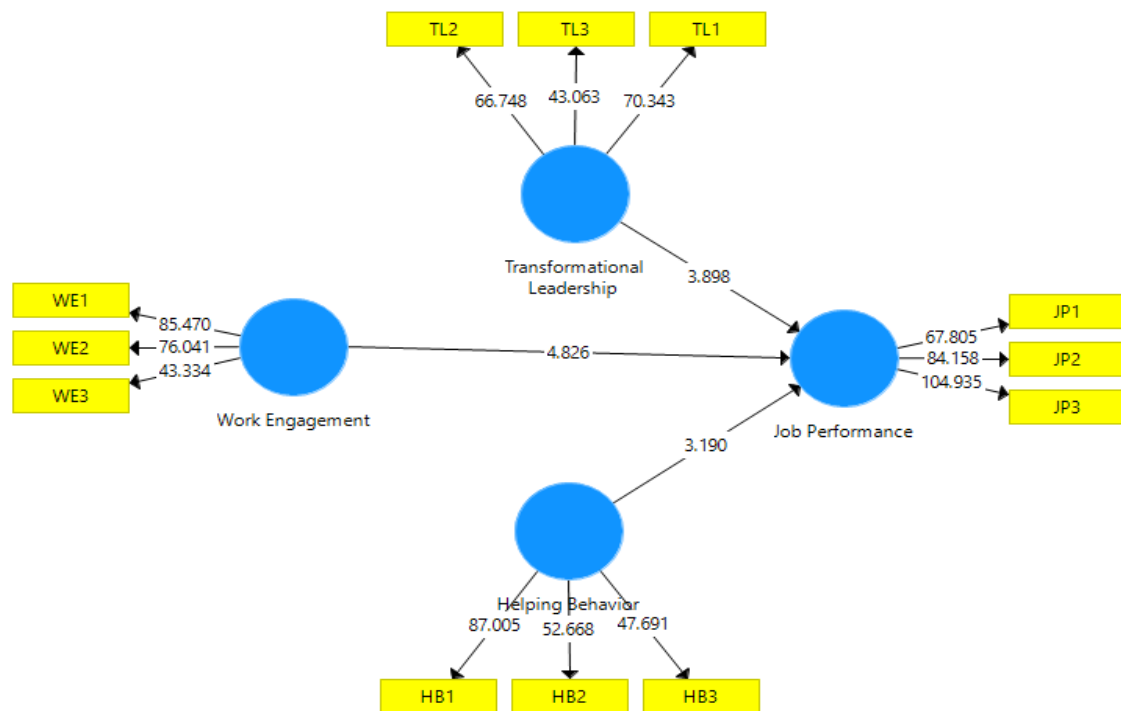 TL2
TL3
TL1
66.748
43.063
70.343
Transformational
Leadership
3.898
WE1
WE2
WE3
85.470
76.041
43.334
Work Engagement
4.826
JP1
JP2
JP3
67.805
84.158
104.935
Job Performance
3.190
Helping Behavior
87.005
52.668
47.691
HB1
HB2
HB3